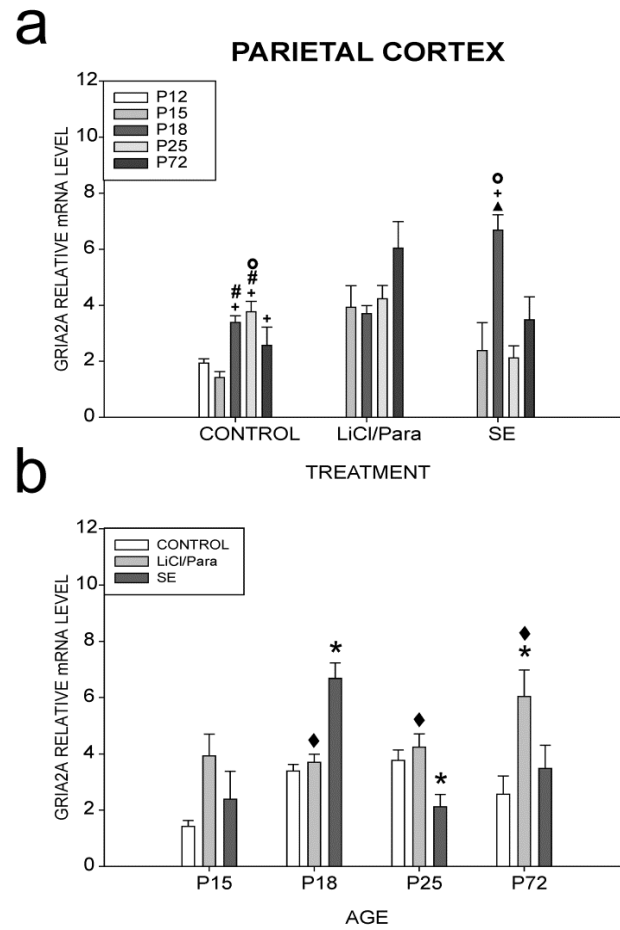 a
PARIETAL CORTEX
GRIA2A RELATIVE mRNA LEVEL
12
10
8
6
4
2
0
P12
P15
P18
P25
P72
#
+
#
+
+
+
CONTROL LiCl/Para SE
TREATMENT
b
GRIA2A RELATIVE mRNA LEVEL
12
10
8
6
4
2
0
CONTROL
LiCl/Para
SE
*
*
*
P15 P18 P25 P72
AGE